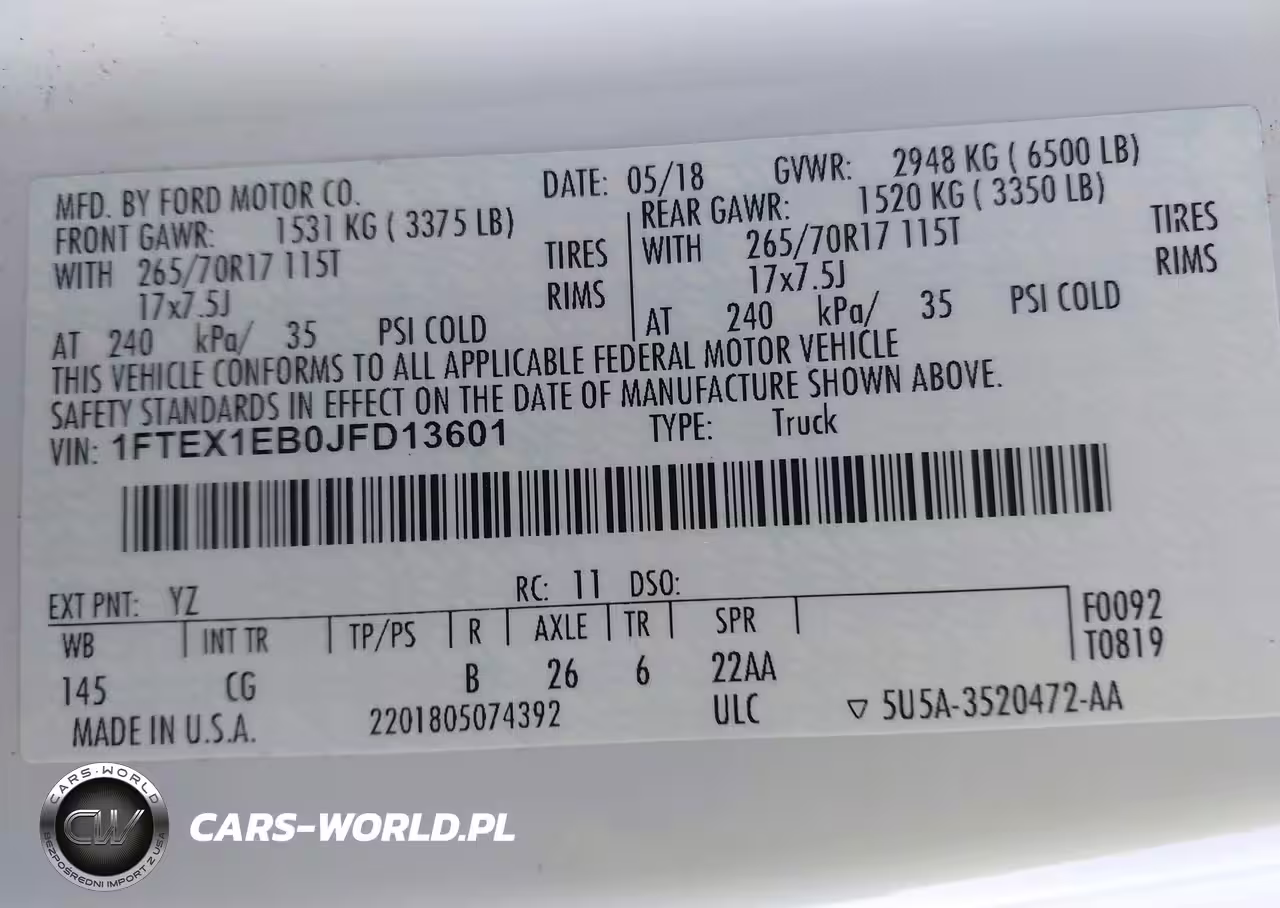 MFD. BY FORD MOTOR CO. DATE: 05/18 GVWR: 2948 KG ( 6500 LB)
FRONT GAWR: 1531 KG ( 3375 LB) REAR GAWR: 1520 KG ( 3350 LB)
WITH 265/70R17 115T TIRES WITH 265/70R17 115T TIRES
17x7.5J RIMS 17x7.5J RIMS
AT 240 kPa/ 35 PSI COLD AT 240 kPa/ 35 PSI COLD
THIS VEHICLE CONFORMS TO ALL APPLICABLE FEDERAL MOTOR VEHICLE
SAFETY STANDARDS IN EFFECT ON THE DATE OF MANUFACTURE SHOWN ABOVE.
VIN: 1FTEX1EB0JFD13601 TYPE: Truck
EXT PNT: YZ RC: 11 DSO:
WB INT TR TP/PS R AXLE TR SPR F0092
145 CG B 26 6 22AA T0819
MADE IN U.S.A. 2201805074392 ULC ▽ 5U5A-3520472-AA
CARS-WORLD
CW
BEZPOŚREDNI IMPORT Z USA
CARS-WORLD.PL